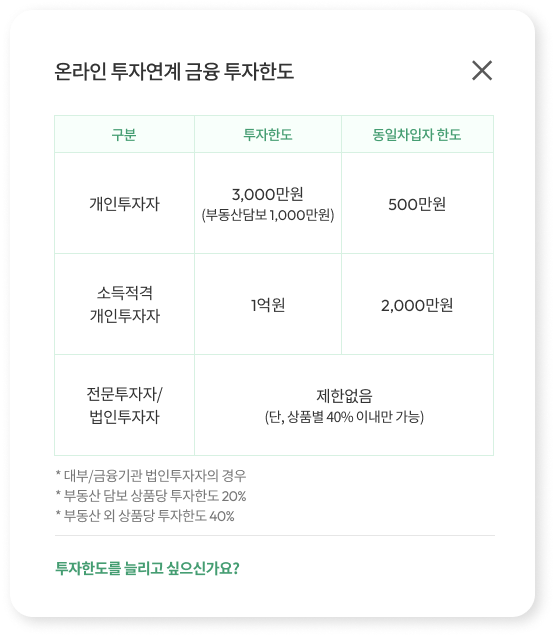 온라인 투자연계 금융 투자한도
구분 투자한도 동일차입자 한도
개인투자자
3,000만원
(부동산담보 1,000만원)
500만원
소득적격
개인투자자
1억원
2,000만원
전문투자자/
법인투자자
제한없음
(단, 상품별 40% 이내만 가능)
* 대부/금융기관 법인투자자의 경우
* 부동산 담보 상품당 투자한도 20%
* 부동산 외 상품당 투자한도 40%
투자한도를 늘리고 싶으신가요?